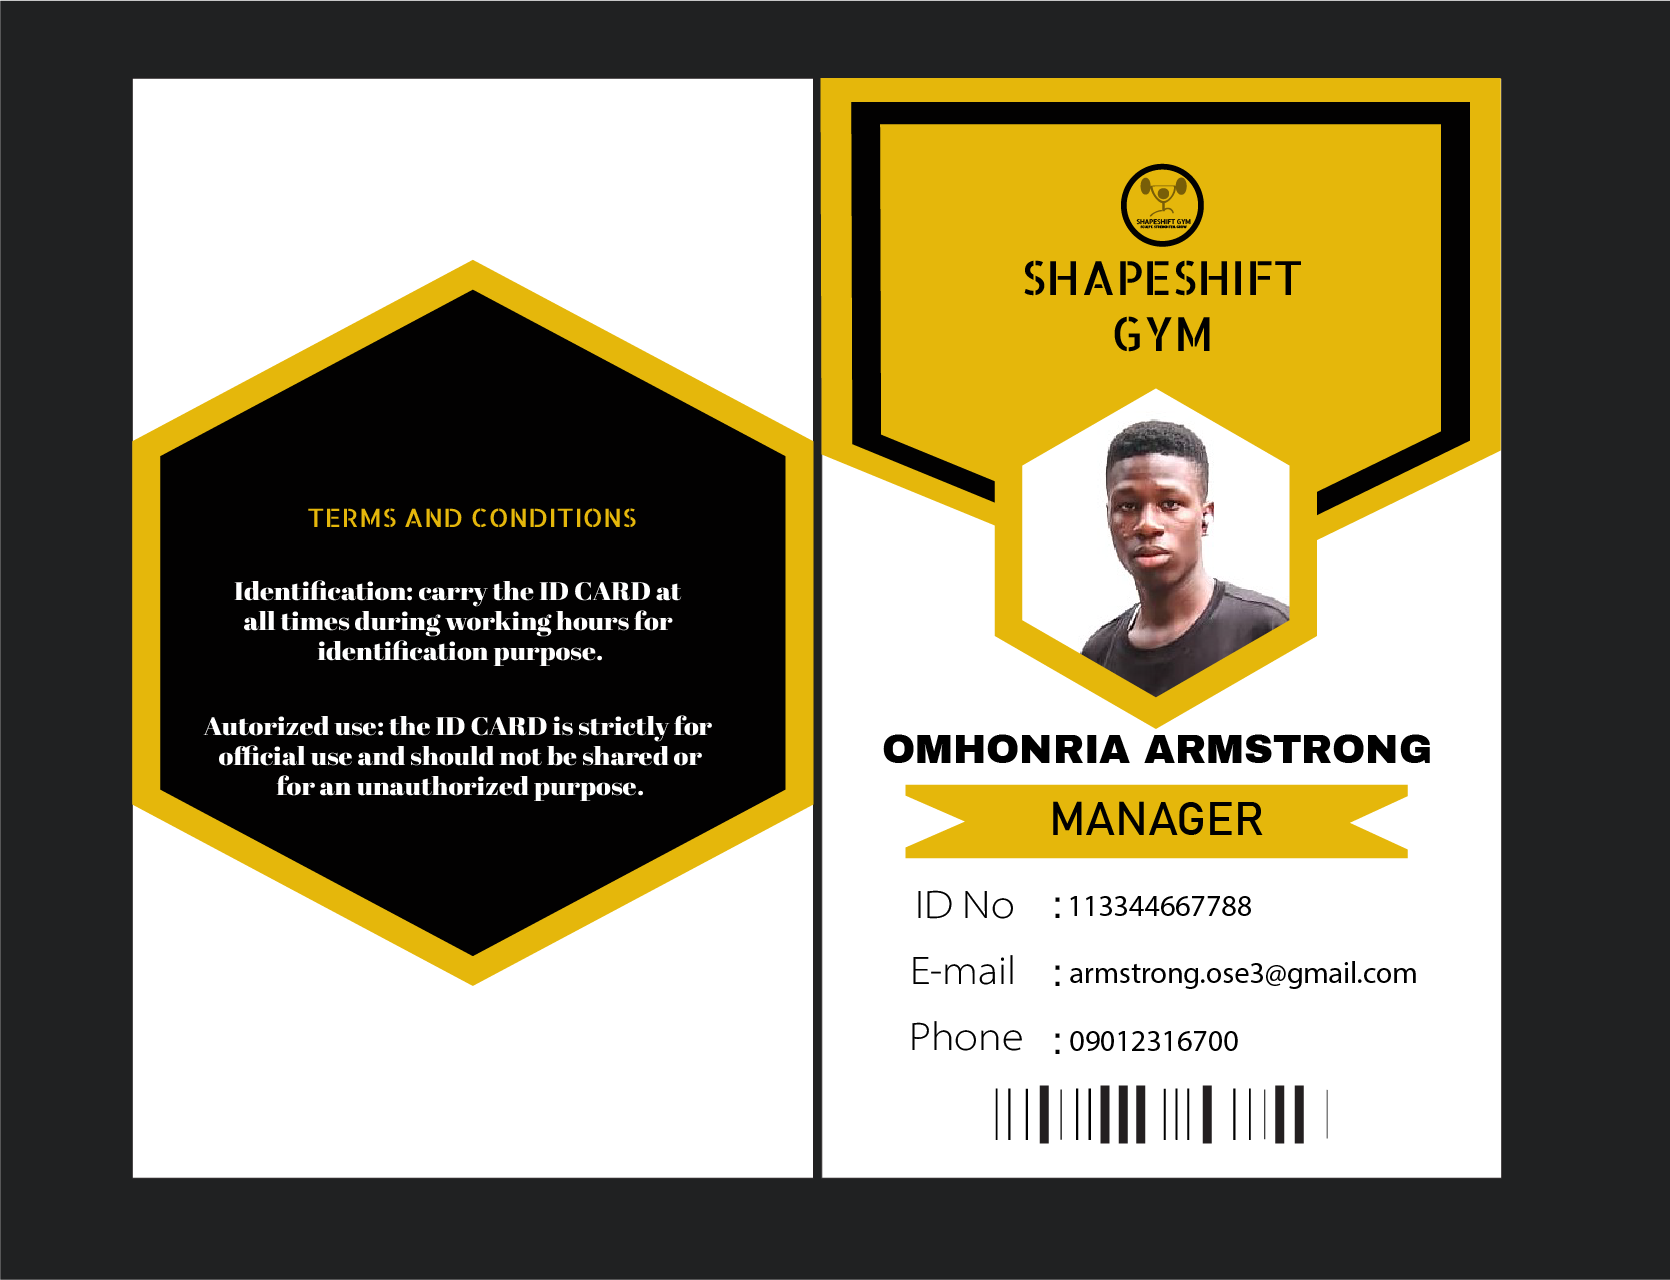 TERMS AND CONDITIONS
Identification: carry the ID CARD at
all times during working hours for
identification purpose.
Autorized use: the ID CARD is strictly for
official use and should not be shared or
for an unauthorized purpose.
SHAPESHIFT GYM
SHAPESHIFT
GYM
OMHONRIA ARMSTRONG
MANAGER
ID No : 113344667788
E-mail : armstrong.ose3@gmail.com
Phone : 09012316700